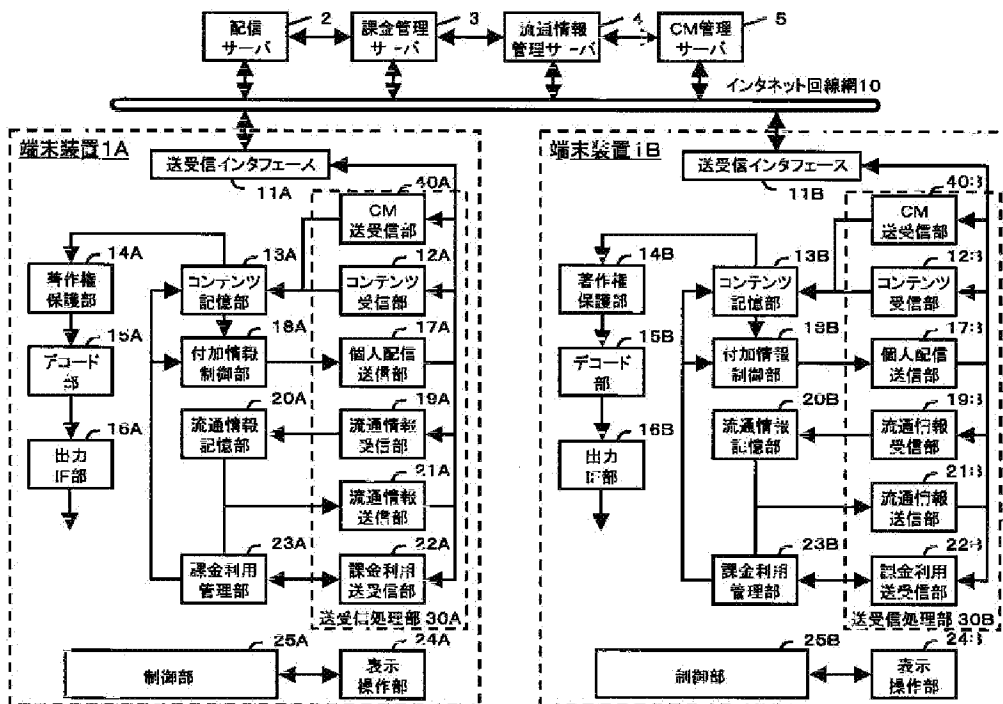 配信
サーバ
2
課金管理
サーバ
3
流通情報
管理サーバ
4
CM管理
サーバ
5
インタネット回線網10
端末装置1A
送受信インタフェース
11A
40A
CM
送受信部
14A
著作権
保護部
13A
コンテンツ
記憶部
12A
コンテンツ
受信部
15A
デコード
部
18A
付加情報
制御部
17A
個人配信
送信部
16A
出力
IF部
20A
流通情報
記憶部
19A
流通情報
受信部
21A
流通情報
送信部
23A
課金利用
管理部
22A
課金利用
送受信部
送受信処理部30A
25A
制御部
24A
表示
操作部
端末装置iB
送受信インタフェース
11B
40B
CM
送受信部
14B
著作権
保護部
13B
コンテンツ
記憶部
12B
コンテンツ
受信部
15B
デコード
部
18B
付加情報
制御部
17B
個人配信
送信部
16B
出力
IF部
20B
流通情報
記憶部
19B
流通情報
受信部
21B
流通情報
送信部
23B
課金利用
管理部
22B
課金利用
送受信部
送受信処理部30B
25B
制御部
24B
表示
操作部